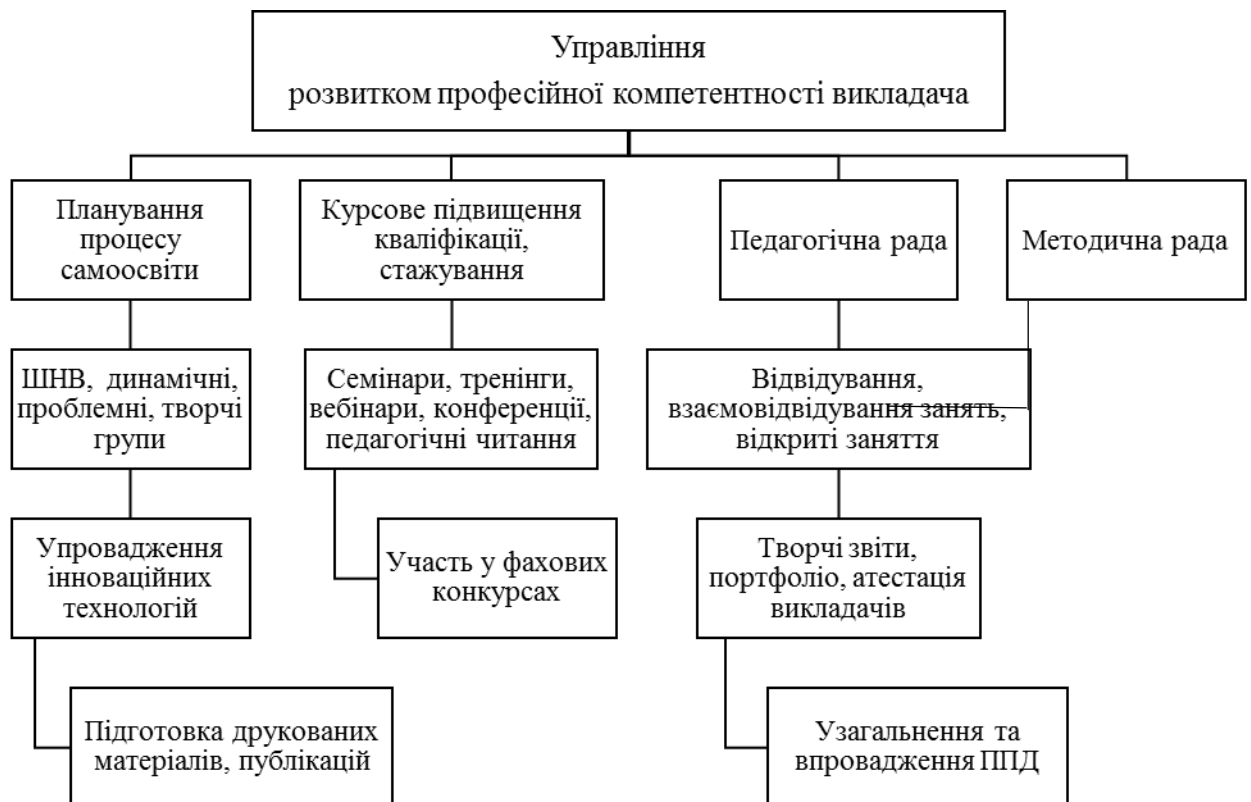 Управління
розвитком професійної компетентності викладача
Планування
процесу
самоосвіти
Курсове підвищення
кваліфікації,
стажування
Педагогічна рада
Методична рада
ШНВ, динамічні,
проблемні, творчі
групи
Семінари, тренінги,
вебінари, конференції,
педагогічні читання
Відвідування,
взаємовідвідування занять,
відкриті заняття
Упровадження
інноваційних
технологій
Участь у фахових
конкурсах
Творчі звіти,
портфоліо, атестація
викладачів
Підготовка друкованих
матеріалів, публікацій
Узагальнення та
впровадження ППД